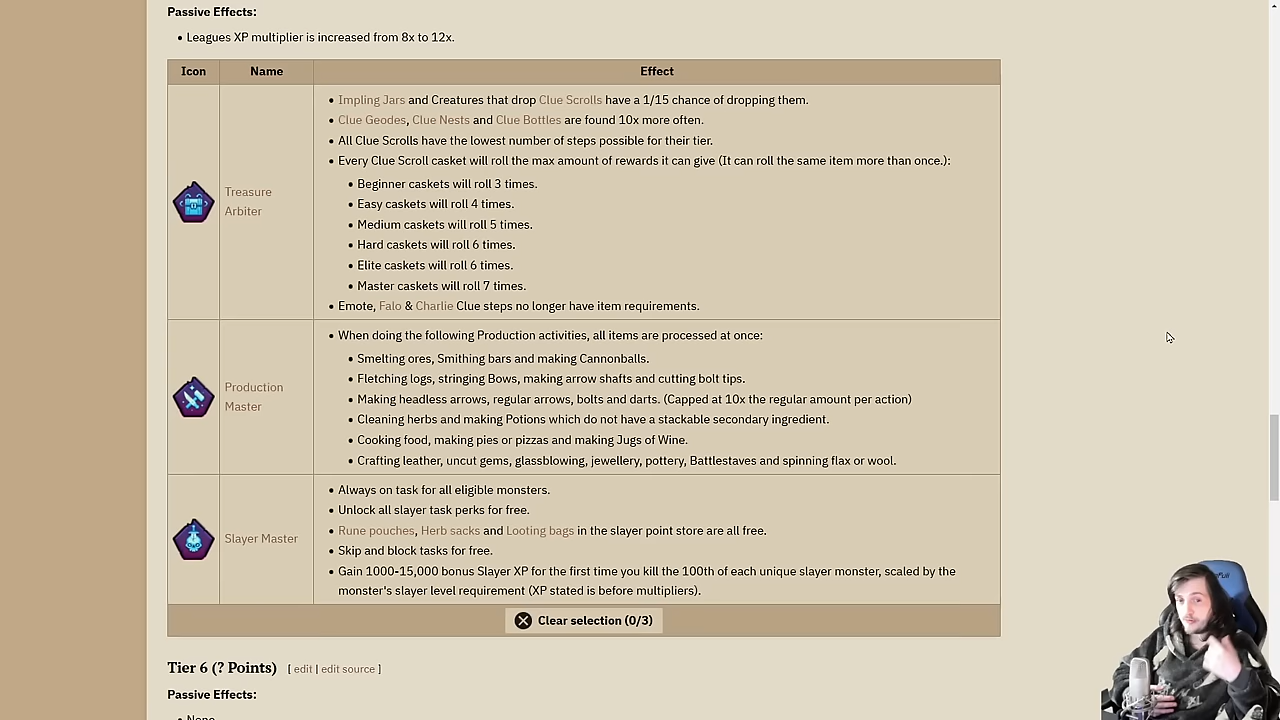 Passive Effects:
• Leagues XP multiplier is increased from 8x to 12x.
Icon Name Effect
• Impling Jars and Creatures that drop Clue Scrolls have a 1/15 chance of dropping them.
• Clue Geodes, Clue Nests and Clue Bottles are found 10x more often.
• All Clue Scrolls have the lowest number of steps possible for their tier.
• Every Clue Scroll casket will roll the max amount of rewards it can give (It can roll the same item more than once.):
• Beginner caskets will roll 3 times.
Treasure
Arbiter
• Easy caskets will roll 4 times.
• Medium caskets will roll 5 times.
• Hard caskets will roll 6 times.
• Elite caskets will roll 6 times.
• Master caskets will roll 7 times.
• Emote, Falo & Charlie Clue steps no longer have item requirements.
• When doing the following Production activities, all items are processed at once:
• Smelting ores, Smithing bars and making Cannonballs.
• Fletching logs, stringing Bows, making arrow shafts and cutting bolt tips.
Production
Master
• Making headless arrows, regular arrows, bolts and darts. (Capped at 10x the regular amount per action)
• Cleaning herbs and making Potions which do not have a stackable secondary ingredient.
• Cooking food, making pies or pizzas and making Jugs of Wine.
• Crafting leather, uncut gems, glassblowing, jewellery, pottery, Battlestaves and spinning flax or wool.
• Always on task for all eligible monsters.
• Unlock all slayer task perks for free.
• Rune pouches, Herb sacks and Looting bags in the slayer point store are all free.
Slayer Master
• Skip and block tasks for free.
• Gain 1000-15,000 bonus Slayer XP for the first time you kill the 100th of each unique slayer monster, scaled by the
monster's slayer level requirement (XP stated is before multipliers).
Clear selection (0/3)
Tier 6 (? Points) [ edit | edit source ]
Passive Effects:
• None